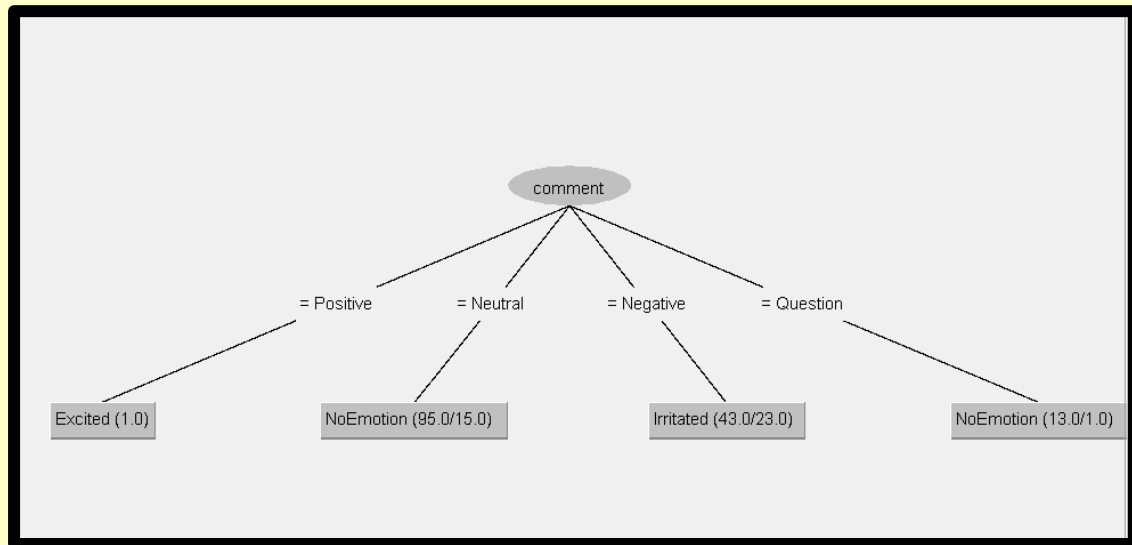 comment
= Positive
= Neutral
= Negative
= Question
Excited (1.0)
NoEmotion (95.0/15.0)
Irritated (43.0/23.0)
NoEmotion (13.0/1.0)